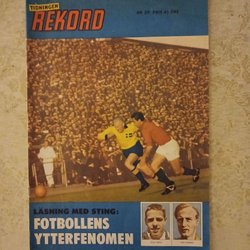 TIDNINGEN
REKORD
LÄSNING MED STING:
FOTBOLLENS
YTTERFENOMEN